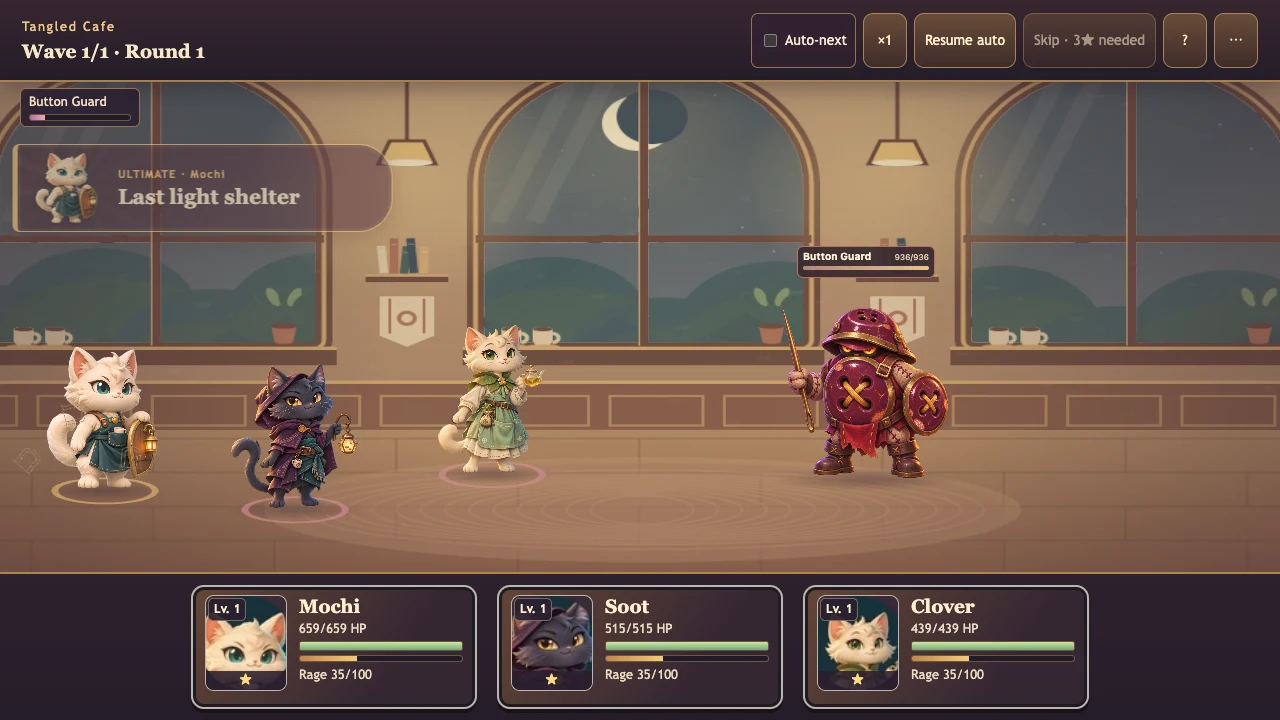 Tangled Cafe
Wave 1/1 · Round 1
Auto-next
×1
Resume auto
Skip · 3★ needed
?
···
Button Guard
ULTIMATE · Mochi
Last light shelter
Button Guard 936/936
Lv. 1
Mochi
659/659 HP
Rage 35/100
Lv. 1
Soot
515/515 HP
Rage 35/100
Lv. 1
Clover
439/439 HP
Rage 35/100